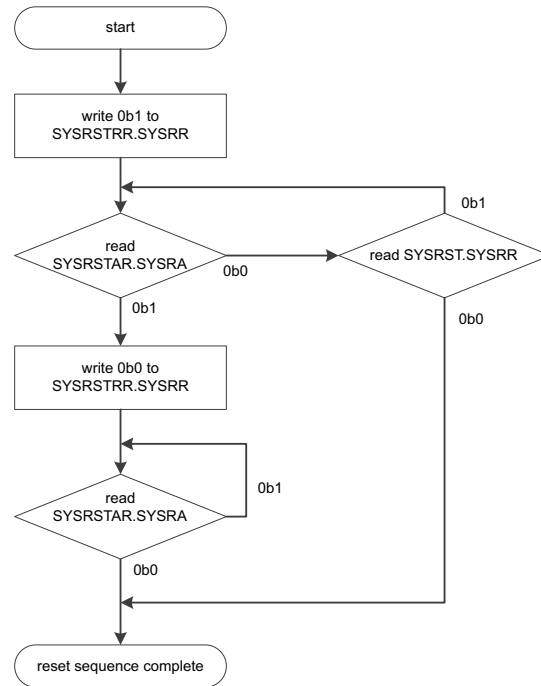 start
write 0b1 to
SYSRSTRR.SYSRR
0b1
read
SYSRSTAR.SYSRA
0b0
read SYSRST.SYSRR
0b1
0b0
write 0b0 to
SYSRSTRR.SYSRR
read
SYSRSTAR.SYSRA
0b1
0b0
reset sequence complete